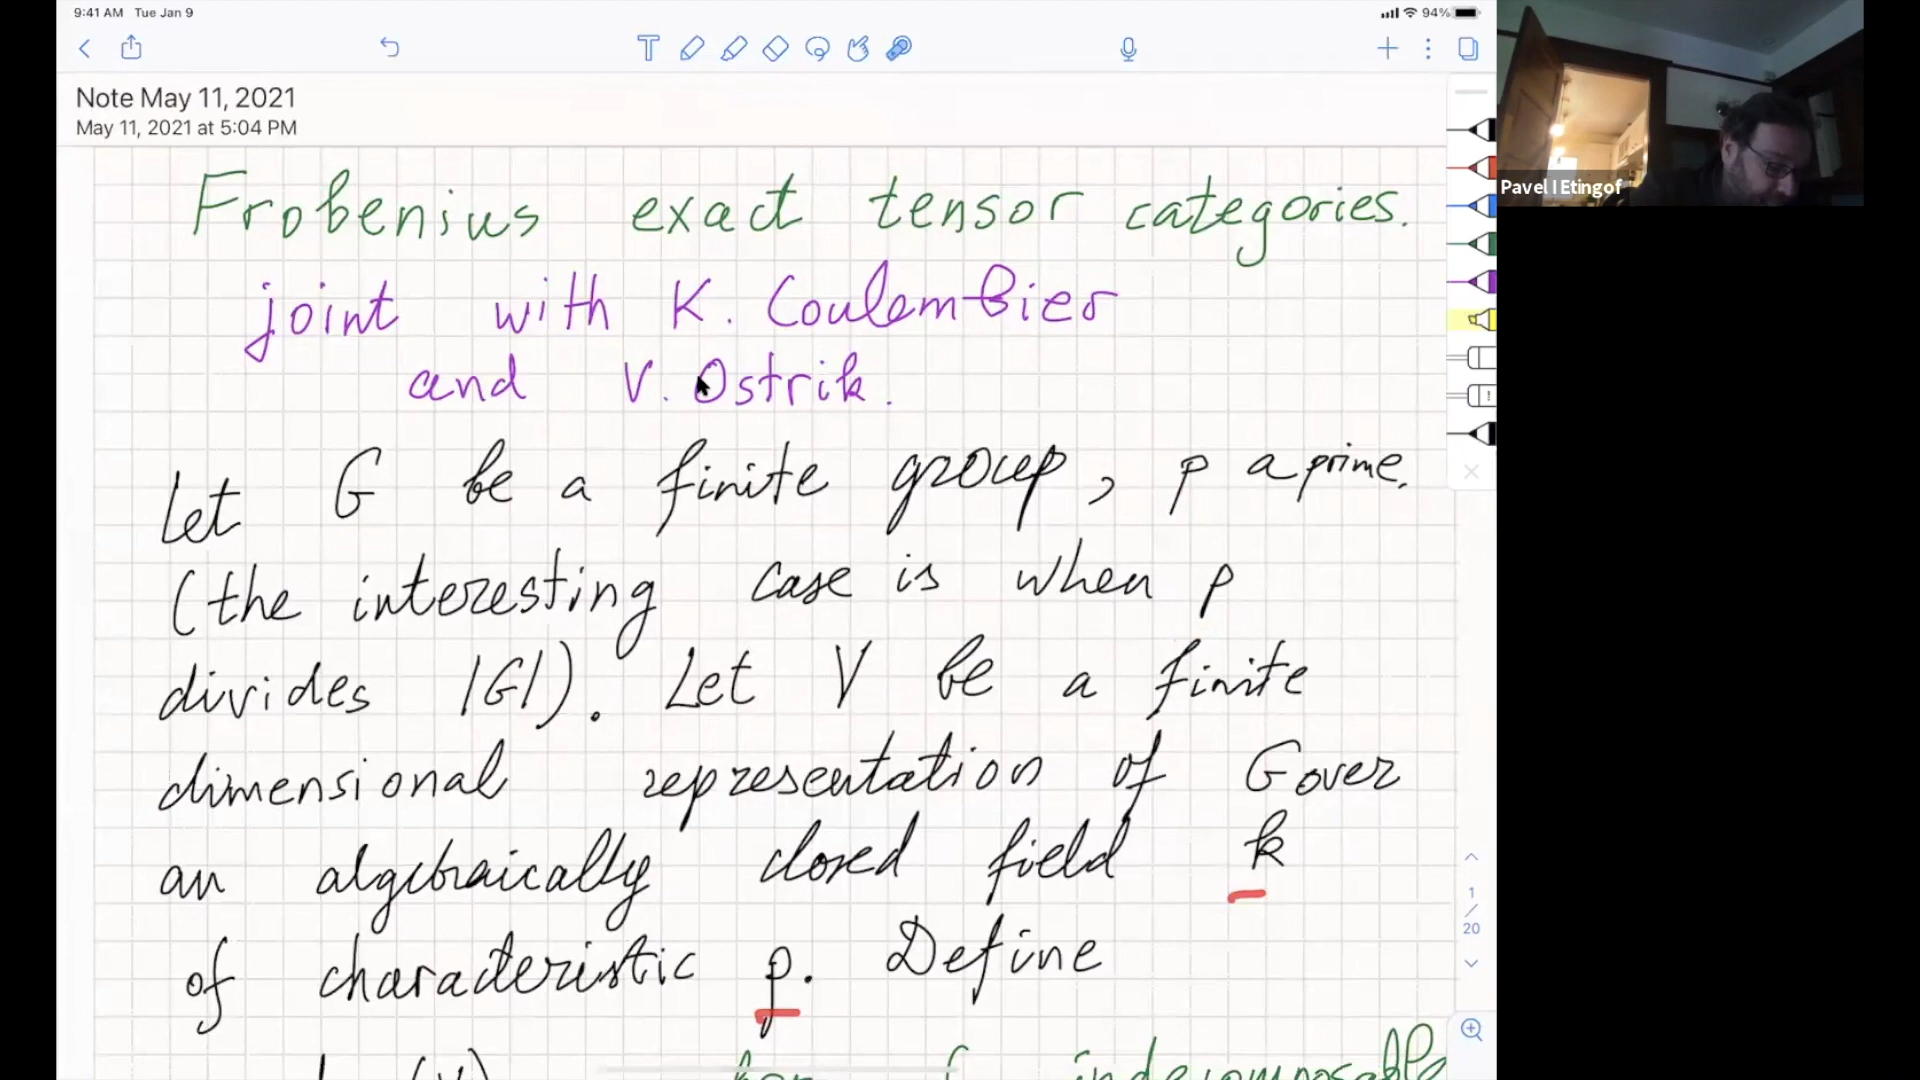 9:41 AM Tue Jan 9
94%
Note May 11, 2021
May 11, 2021 at 5:04 PM
Pavel I Etingof
Frobenius exact tensor categories.
joint with K. Coulembier
and V. Ostrik.
Let G be a finite group, p a prime.
(the interesting case is when p
divides |G|). Let V be a finite
dimensional representation of G over
an algebraically closed field k
of characteristic p. Define
(V) indecomposable
1
/
20